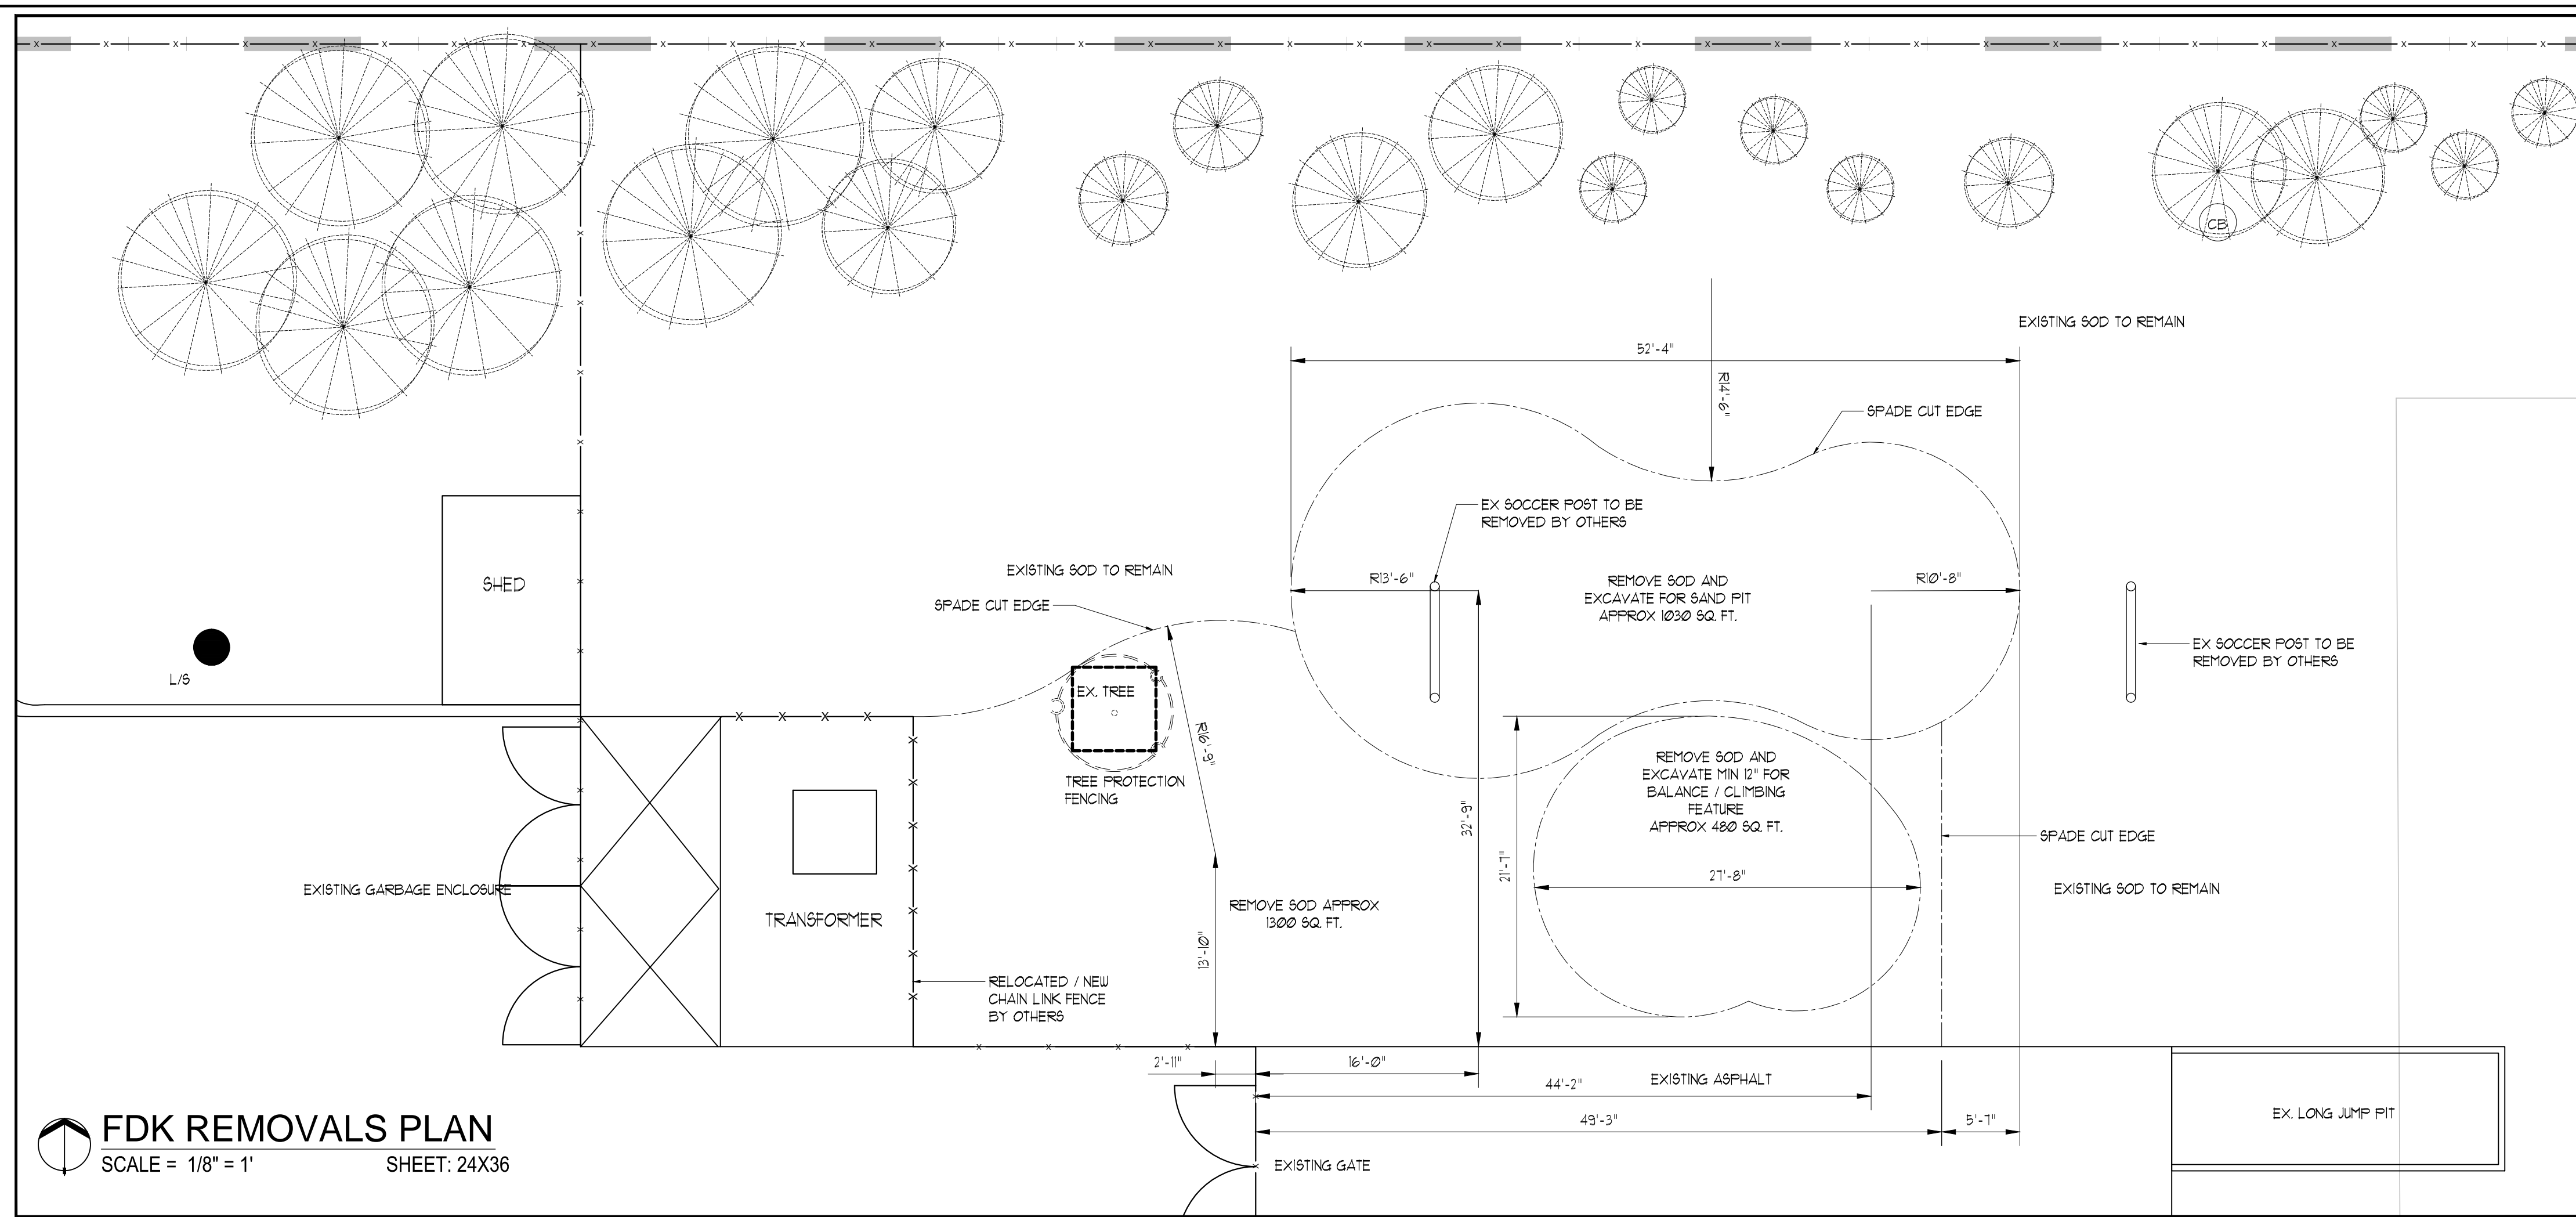 CB
EXISTING SOD TO REMAIN
52'-4"
R14'-6"
SPADE CUT EDGE
EX SOCCER POST TO BE
REMOVED BY OTHERS
EXISTING SOD TO REMAIN
SPADE CUT EDGE
R13'-6"
REMOVE SOD AND
EXCAVATE FOR SAND PIT
APPROX 1030 SQ. FT.
R10'-8"
SHED
L/S
EX SOCCER POST TO BE
REMOVED BY OTHERS
EX. TREE
R16'-9"
TREE PROTECTION
FENCING
REMOVE SOD AND
EXCAVATE MIN 12" FOR
BALANCE / CLIMBING
FEATURE
APPROX 480 SQ. FT.
32'-9"
21'-7"
27'-8"
SPADE CUT EDGE
EXISTING GARBAGE ENCLOSURE
TRANSFORMER
REMOVE SOD APPROX
1300 SQ. FT.
EXISTING SOD TO REMAIN
13'-10"
RELOCATED / NEW
CHAIN LINK FENCE
BY OTHERS
2'-11"
16'-0"
44'-2"
EXISTING ASPHALT
49'-3"
5'-7"
EX. LONG JUMP PIT
EXISTING GATE
FDK REMOVALS PLAN
SCALE = 1/8" = 1'
SHEET: 24X36